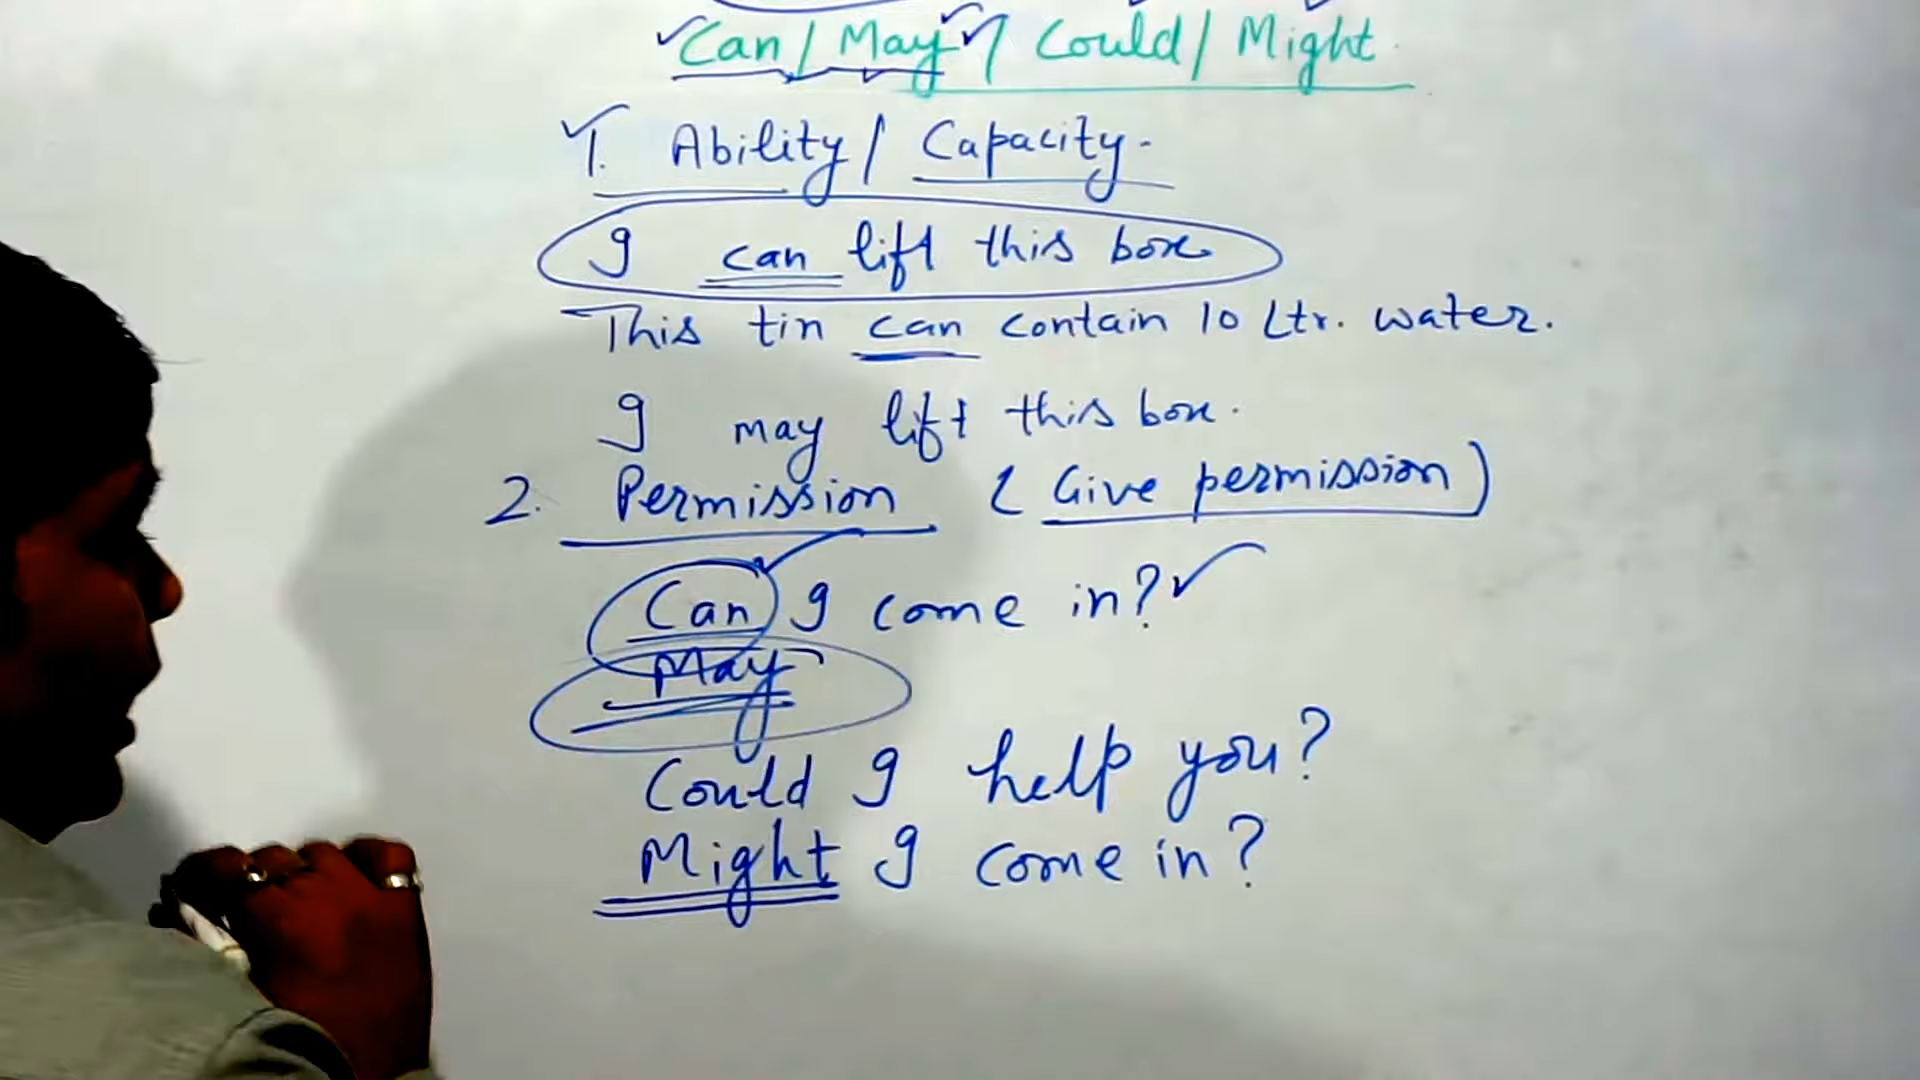 Can / May / Could / Might
1. Ability / Capacity.
I can lift this box
This tin can contain 10 Ltr. water.
I may lift this box.
2. Permission ( Give permission )
Can I come in?
May
Could I help you?
Might I come in?